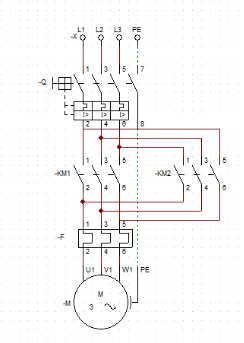 L1 L2 L3 PE
-X
1 3 5 7
-Q
I> I> I>
2 4 6 8
1 3 5 1 3 5
-KM1 -KM2
2 4 6 2 4 6
1 3 5
-F
2 4 6
U1 V1 W1 PE
M
-M
3